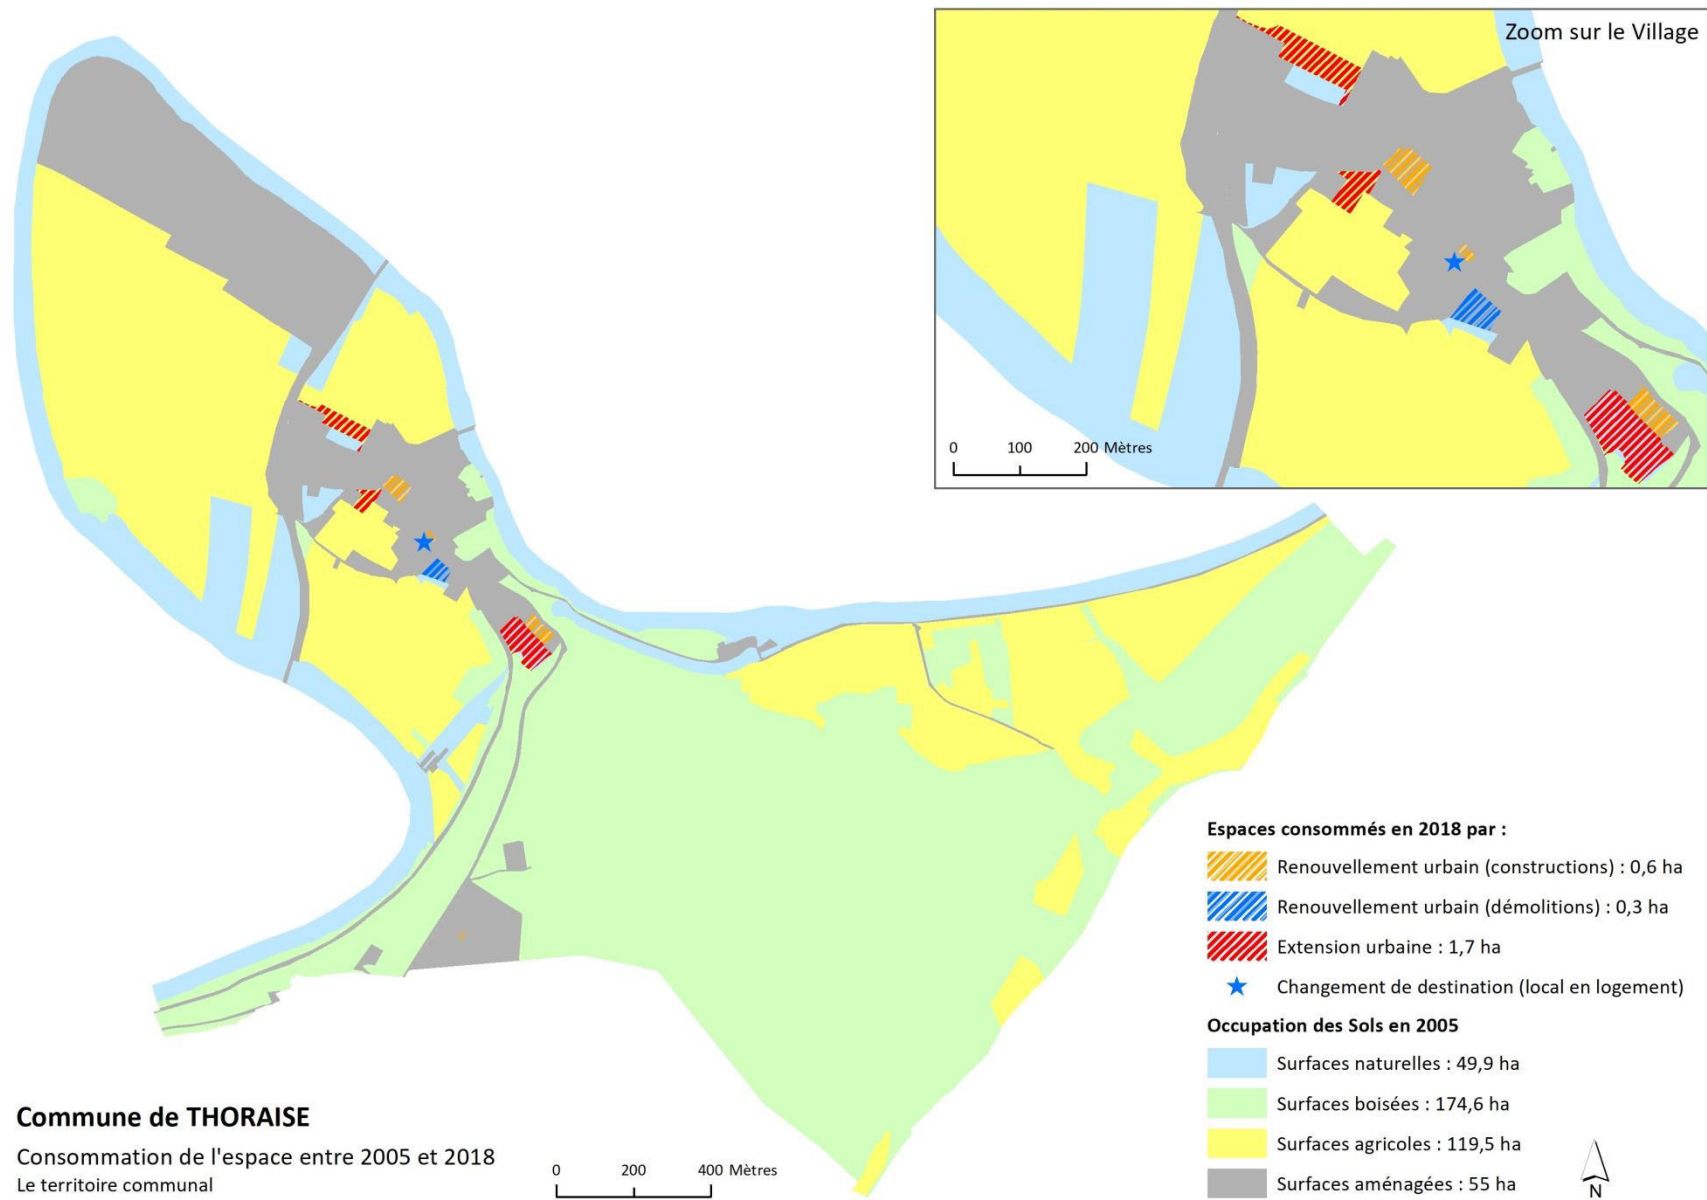 Zoom sur le Village
0 100 200 Mètres
Espaces consommés en 2018 par :
Renouvellement urbain (constructions) : 0,6 ha
Renouvellement urbain (démolitions) : 0,3 ha
Extension urbaine : 1,7 ha
Changement de destination (local en logement)
Occupation des Sols en 2005
Surfaces naturelles : 49,9 ha
Surfaces boisées : 174,6 ha
Surfaces agricoles : 119,5 ha
Surfaces aménagées : 55 ha
N
Commune de THORAISE
Consommation de l'espace entre 2005 et 2018
Le territoire communal
0 200 400 Mètres